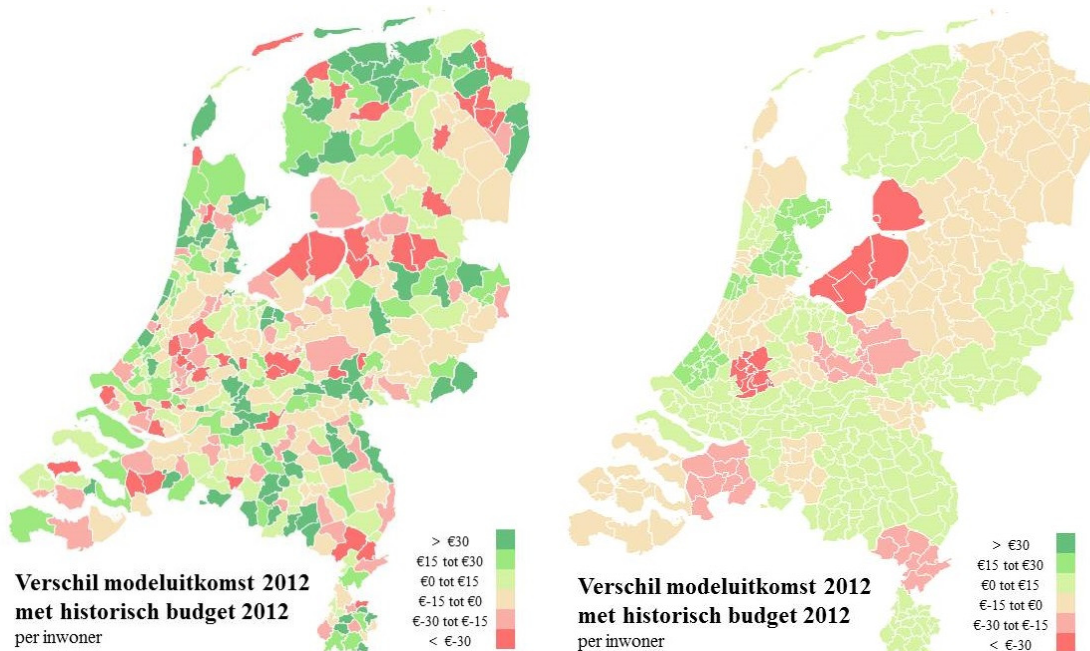 > €30
€15 tot €30
€0 tot €15
€-15 tot €0
€-30 tot €-15
< €-30
Verschil modeluitkomst 2012
met historisch budget 2012
per inwoner
> €30
€15 tot €30
€0 tot €15
€-15 tot €0
€-30 tot €-15
< €-30
Verschil modeluitkomst 2012
met historisch budget 2012
per inwoner